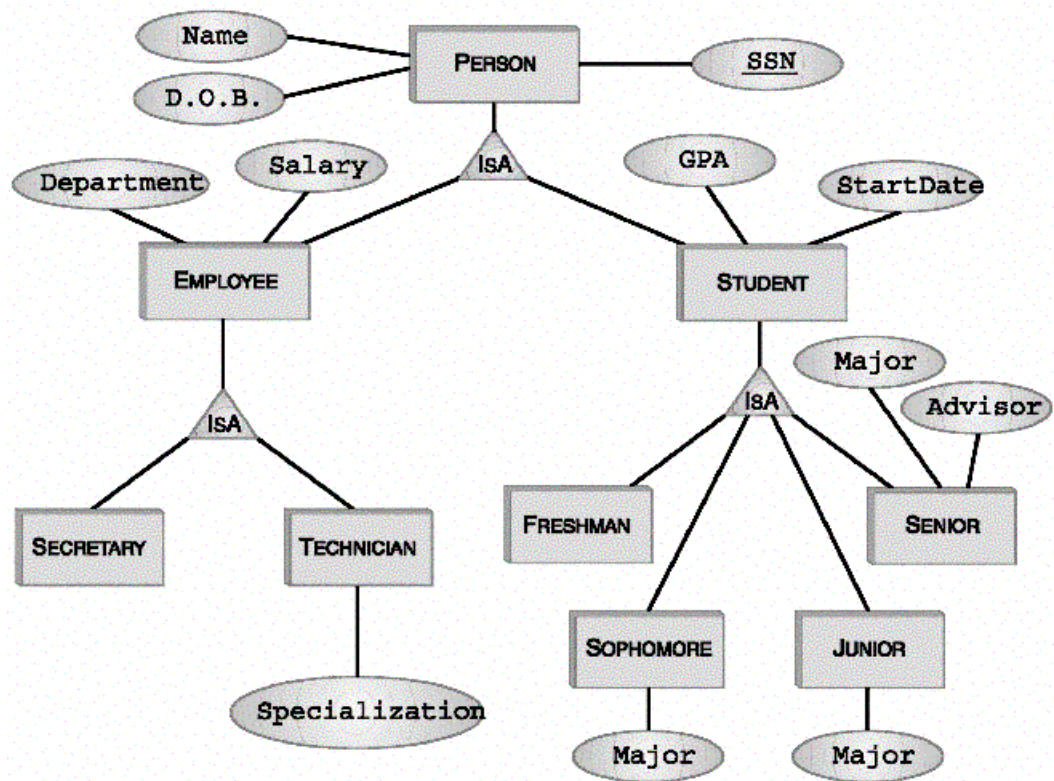 Name
PERSON
SSN
D.O.B.
IsA
GPA
Salary
Department
StartDate
EMPLOYEE
STUDENT
Major
IsA
IsA
Advisor
SECRETARY
TECHNICIAN
FRESHMAN
SENIOR
SOPHOMORE
JUNIOR
Specialization
Major
Major